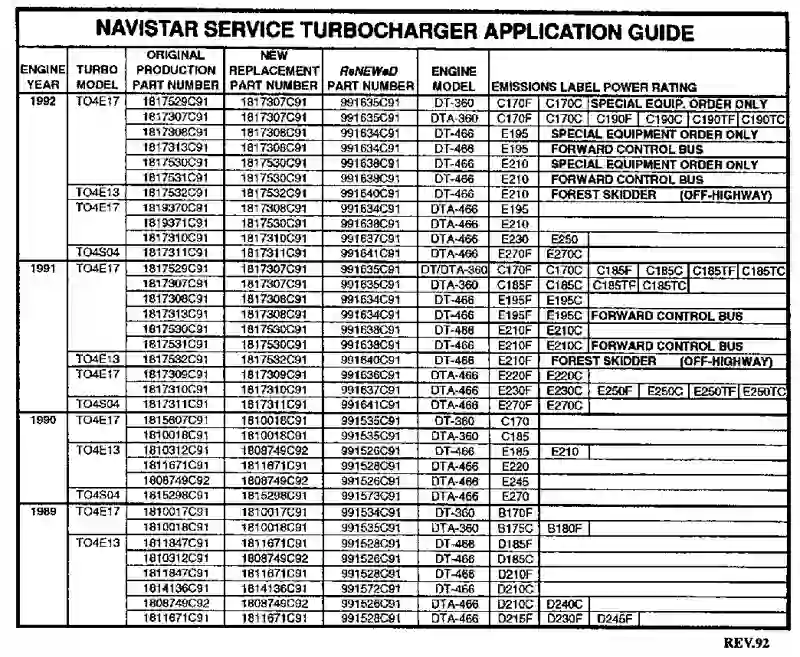 NAVISTAR SERVICE TURBOCHARGER APPLICATION GUIDE
ORIGINAL NEW
ENGINE TURBO PRODUCTION REPLACEMENT ReNEWeD ENGINE
YEAR MODEL PART NUMBER PART NUMBER PART NUMBER MODEL EMISSIONS LABEL POWER RATING
1992 TO4E17 1817529C91 1817307C91 991635C91 DT-360 C170F C170C SPECIAL EQUIP. ORDER ONLY
1817307C91 1817307C91 991635C91 DTA-360 C170F C170C C190F C190C C190TF C190TC
1817308C91 1817308C91 991634C91 DT-466 E195 SPECIAL EQUIPMENT ORDER ONLY
1817313C91 1817308C91 991634C91 DT-466 E195 FORWARD CONTROL BUS
1817530C91 1817530C91 991638C91 DT-466 E210 SPECIAL EQUIPMENT ORDER ONLY
1817531C91 1817530C91 991638C91 DT-466 E210 FORWARD CONTROL BUS
TO4E13 1817532C91 1817532C91 991640C91 DT-466 E210 FOREST SKIDDER (OFF-HIGHWAY)
TO4E17 1819370C91 1817308C91 991634C91 DTA-466 E195
1819371C91 1817530C91 991638C91 DTA-466 E210
1817310C91 1817310C91 991637C91 DTA-466 E230 E250
TO4S04 1817311C91 1817311C91 991641C91 DTA-466 E270F E270C
1991 TO4E17 1817529C91 1817307C91 991635C91 DT/DTA-360 C170F C170C C185F C185C C185TF C185TC
1817307C91 1817307C91 991635C91 DTA-360 C185F C185C C185TF C185TC
1817308C91 1817308C91 991634C91 DT-466 E195F E195C
1817313C91 1817308C91 991634C91 DT-466 E195F E195C FORWARD CONTROL BUS
1817530C91 1817530C91 991638C91 DT-466 E210F E210C
1817531C91 1817530C91 991638C91 DT-466 E210F E210C FORWARD CONTROL BUS
TO4E13 1817532C91 1817532C91 991640C91 DT-466 E210F FOREST SKIDDER (OFF-HIGHWAY)
TO4E17 1817309C91 1817309C91 991636C91 DTA-466 E220F E220C
1817310C91 1817310C91 991637C91 DTA-466 E230F E230C E250F E250C E250TF E250TC
TO4S04 1817311C91 1817311C91 991641C91 DTA-466 E270F E270C
1990 TO4E17 1815607C91 1810018C91 991535C91 DT-360 C170
1810018C91 1810018C91 991535C91 DTA-360 C185
TO4E13 1810312C91 1808749C92 991526C91 DT-466 E185 E210
1811671C91 1811671C91 991528C91 DTA-466 E220
1808749C92 1808749C92 991526C91 DTA-466 E245
TO4S04 1815298C91 1815298C91 991573C91 DTA-466 E270
1989 TO4E17 1810017C91 1810017C91 991534C91 DT-360 B170F
1810018C91 1810018C91 991535C91 DTA-360 B175C B180F
TO4E13 1811847C91 1811671C91 991528C91 DT-466 D185F
1810312C91 1808749C92 991526C91 DT-466 D185C
1811847C91 1811671C91 991528C91 DT-466 D210F
1814136C91 1814136C91 991572C91 DT-466 D210C
1808749C92 1808749C92 991526C91 DTA-466 D210C D240C
1811671C91 1811671C91 991528C91 DTA-466 D215F D230F D245F
REV.92